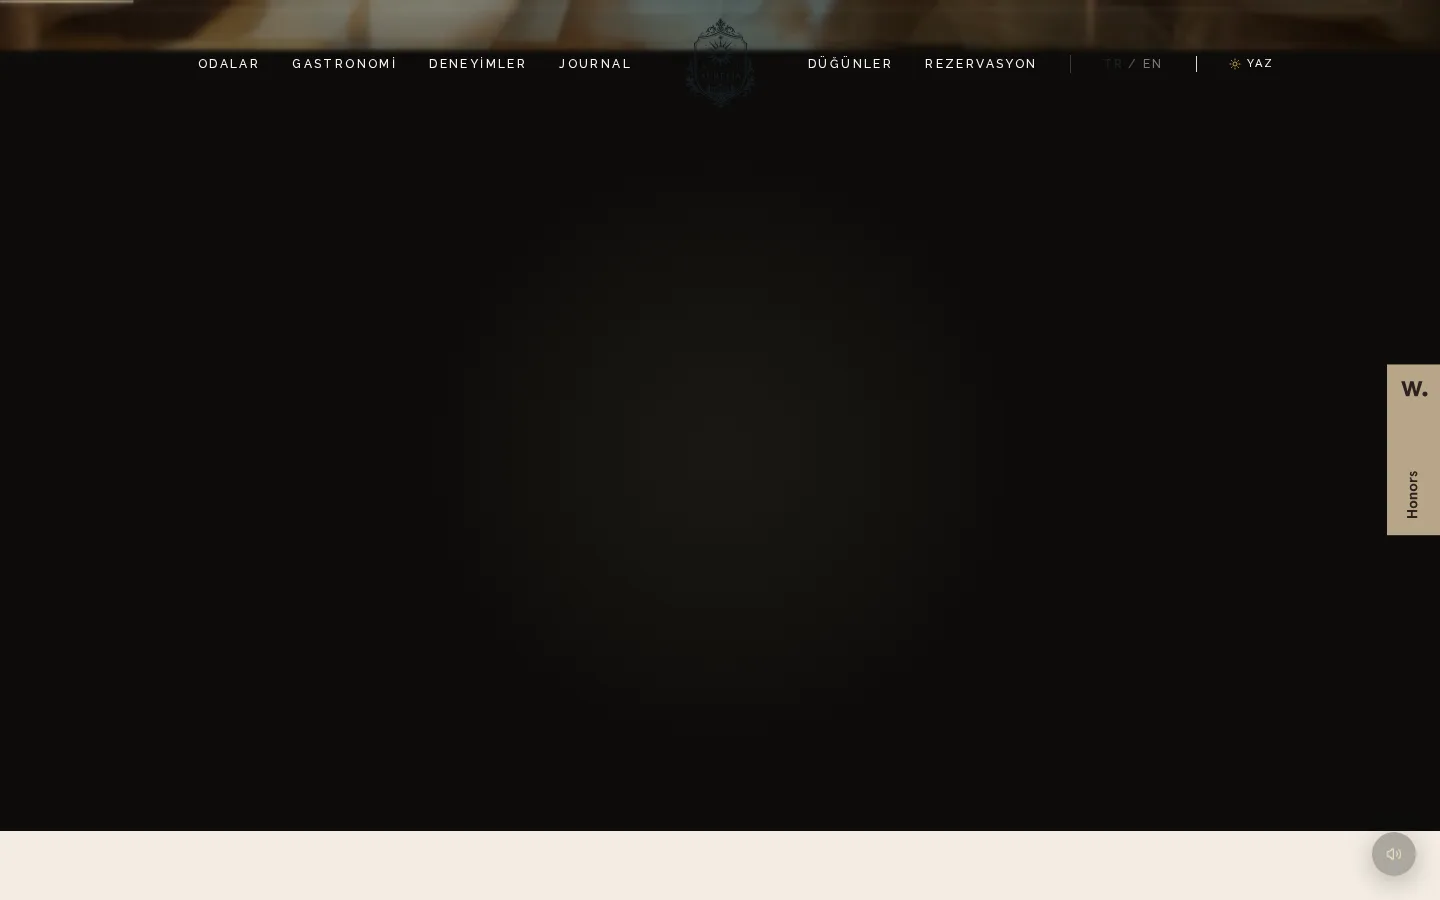 ODALAR GASTRONOMİ DENEYİMLER JOURNAL DÜĞÜNLER REZERVASYON TR / EN YAZ
W.
Honors